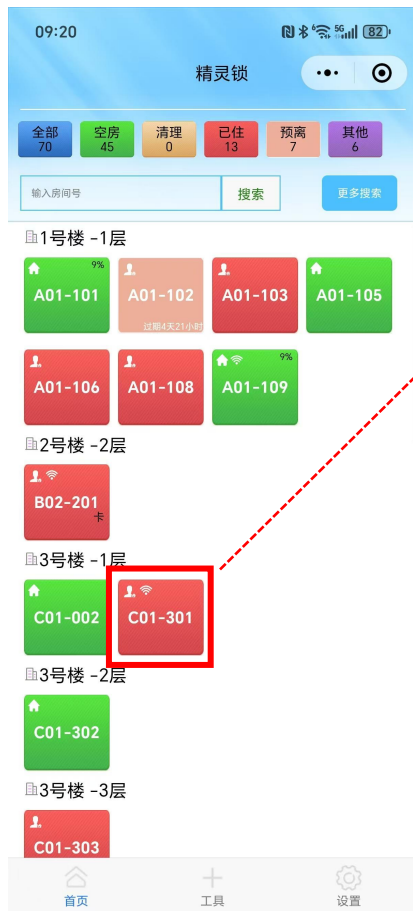 09:20
5G 82
精灵锁
全部 空房 清理 已住 预离 其他
70 45 0 13 7 6
输入房间号 搜索 更多搜索
1号楼 -1层
9%
A01-101 A01-102 A01-103 A01-105
过期4天21小时
9%
A01-106 A01-108 A01-109
2号楼 -2层
B02-201
卡
3号楼 -1层
C01-002 C01-301
3号楼 -2层
C01-302
3号楼 -3层
C01-303
首页 工具 设置